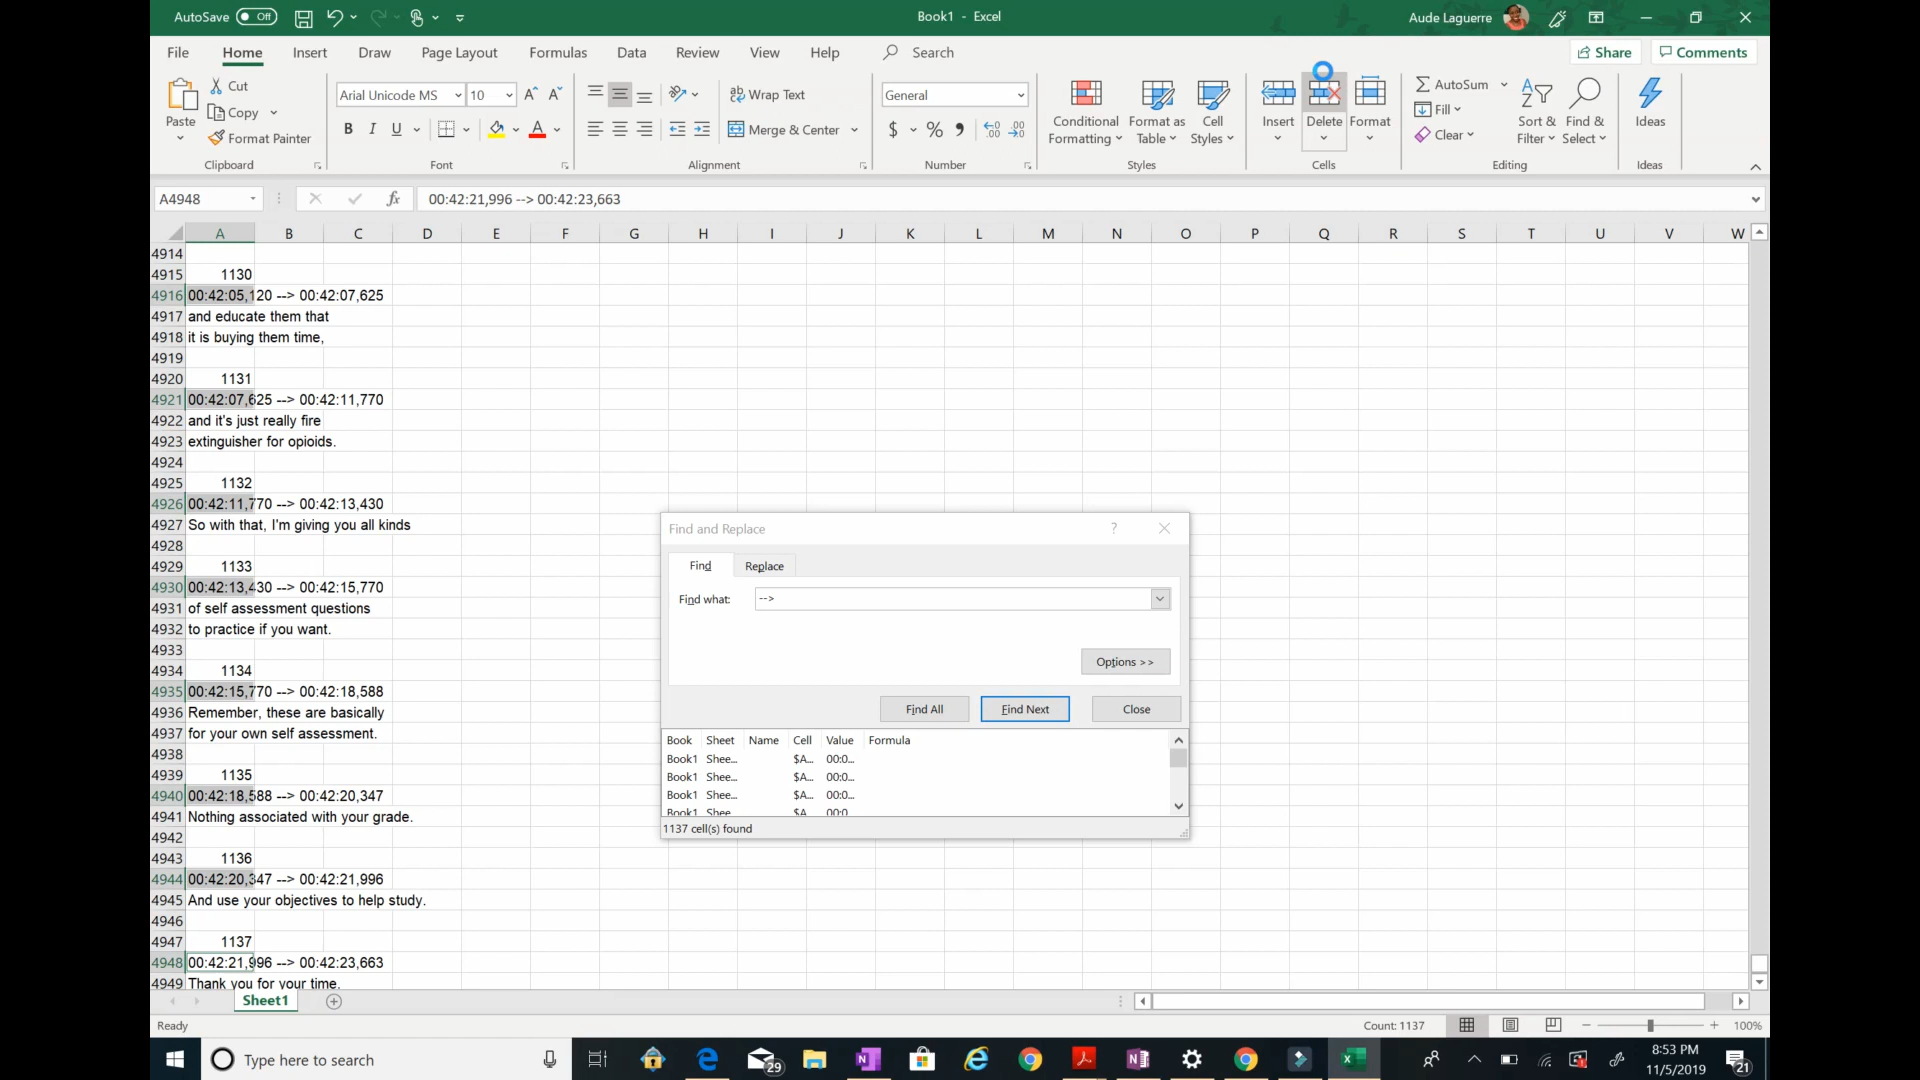 AutoSave Off
Book1 - Excel
Aude Laguerre
File Home Insert Draw Page Layout Formulas Data Review View Help Search
Share Comments
Paste
Cut
Copy
Format Painter
Clipboard
Arial Unicode MS 10
B I U
Font
Wrap Text
Merge & Center
Alignment
General
$ % ,
Number
Conditional Formatting
Format as Table
Cell Styles
Styles
Insert Delete Format
Cells
AutoSum
Fill
Clear
Sort & Filter
Find & Select
Editing
Ideas
Ideas
A4948 fx 00:42:21,996 --> 00:42:23,663
A B C D E F G H I J K L M N O P Q R S T U V W
4914
4915 1130
4916 00:42:05,120 --> 00:42:07,625
4917 and educate them that
4918 it is buying them time,
4919
4920 1131
4921 00:42:07,625 --> 00:42:11,770
4922 and it's just really fire
4923 extinguisher for opioids.
4924
4925 1132
4926 00:42:11,770 --> 00:42:13,430
4927 So with that, I'm giving you all kinds
4928
4929 1133
4930 00:42:13,430 --> 00:42:15,770
4931 of self assessment questions
4932 to practice if you want.
4933
4934 1134
4935 00:42:15,770 --> 00:42:18,588
4936 Remember, these are basically
4937 for your own self assessment.
4938
4939 1135
4940 00:42:18,588 --> 00:42:20,347
4941 Nothing associated with your grade.
4942
4943 1136
4944 00:42:20,347 --> 00:42:21,996
4945 And use your objectives to help study.
4946
4947 1137
4948 00:42:21,996 --> 00:42:23,663
4949 Thank you for your time.
Find and Replace ?
Find Replace
Find what: -->
Options >>
Find All Find Next Close
Book Sheet Name Cell Value Formula
Book1 Shee... $A... 00:0...
Book1 Shee... $A... 00:0...
Book1 Shee... $A... 00:0...
Book1 Shee $A 00:0
1137 cell(s) found
Sheet1
Ready
Count: 1137
100%
Type here to search
29
8:53 PM
11/5/2019
21